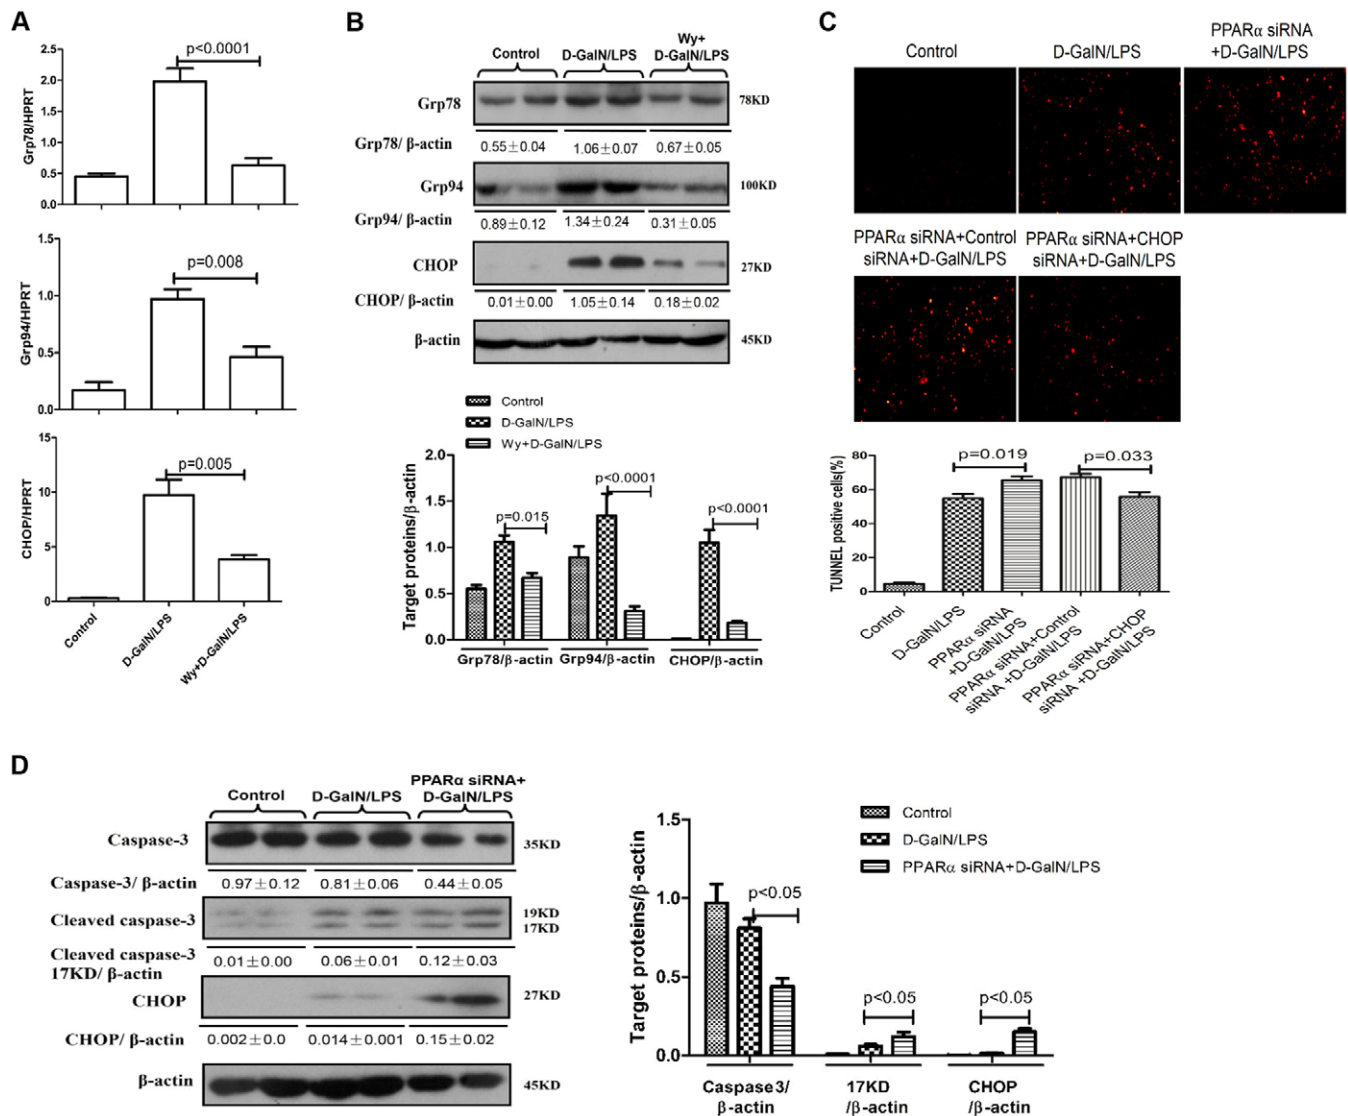 A
2.5
2.0
1.5
1.0
0.5
0.0
Grp78/HPRT
p<0.0001
1.5
1.0
0.5
0.0
Grp94/HPRT
p=0.008
15
10
5
0
CHOP/HPRT
p=0.005
Control
D-GalN/LPS
Wy+D-GalN/LPS
B
Control
D-GalN/LPS
Wy+
D-GalN/LPS
Grp78
78KD
Grp78/ β-actin
0.55±0.04
1.06±0.07
0.67±0.05
Grp94
100KD
Grp94/ β-actin
0.89±0.12
1.34±0.24
0.31±0.05
CHOP
27KD
CHOP/ β-actin
0.01±0.00
1.05±0.14
0.18±0.02
β-actin
45KD
Control
D-GalN/LPS
Wy+D-GalN/LPS
2.0
1.5
1.0
0.5
0.0
Target proteins/β-actin
p=0.015
p<0.0001
p<0.0001
Grp78/β-actin
Grp94/β-actin
CHOP/β-actin
C
Control
D-GalN/LPS
PPARα siRNA
+D-GalN/LPS
PPARα siRNA+Control
siRNA+D-GalN/LPS
PPARα siRNA+CHOP
siRNA+D-GalN/LPS
80
60
40
20
0
TUNNEL positive cells(%)
p=0.019
p=0.033
Control
D-GalN/LPS
PPARα siRNA
+D-GalN/LPS
PPARα siRNA+Control
siRNA +D-GalN/LPS
PPARα siRNA+CHOP
siRNA +D-GalN/LPS
D
Control
D-GalN/LPS
PPARα siRNA+
D-GalN/LPS
Caspase-3
35KD
Caspase-3/ β-actin
0.97±0.12
0.81±0.06
0.44±0.05
Cleaved caspase-3
19KD
17KD
Cleaved caspase-3
17KD/ β-actin
0.01±0.00
0.06±0.01
0.12±0.03
CHOP
27KD
CHOP/ β-actin
0.002±0.0
0.014±0.001
0.15±0.02
β-actin
45KD
Control
D-GalN/LPS
PPARα siRNA+D-GalN/LPS
1.5
1.0
0.5
0.0
Target proteins/β-actin
p<0.05
p<0.05
p<0.05
Caspase3/
β-actin
17KD
/β-actin
CHOP
/β-actin